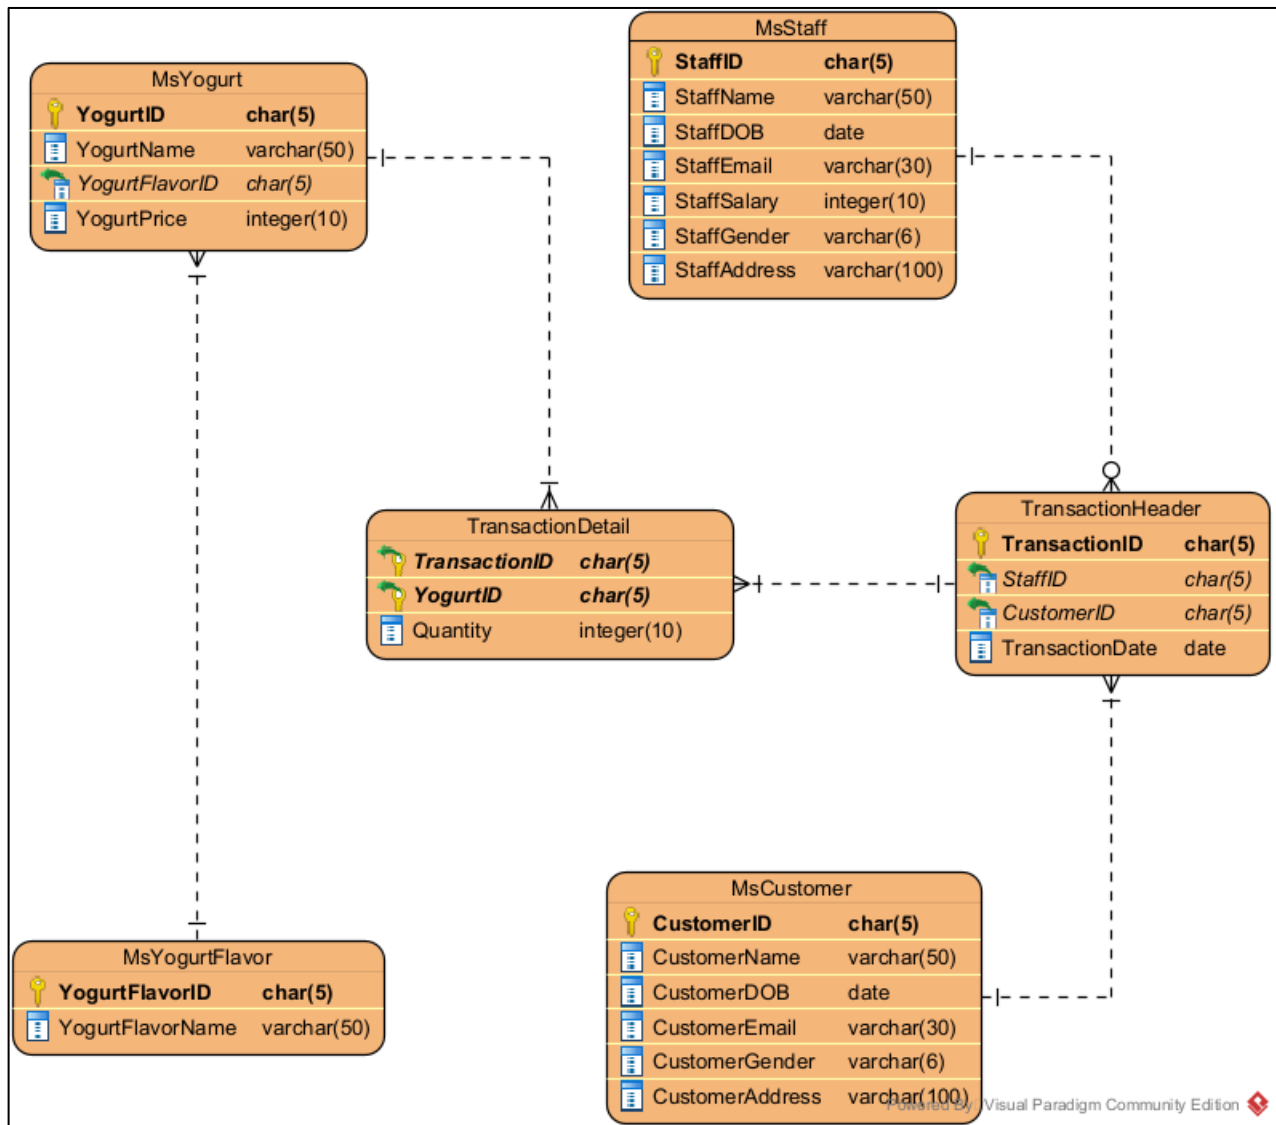 MsStaff
StaffID char(5)
StaffName varchar(50)
StaffDOB date
StaffEmail varchar(30)
StaffSalary integer(10)
StaffGender varchar(6)
StaffAddress varchar(100)
MsYogurt
YogurtID char(5)
YogurtName varchar(50)
YogurtFlavorID char(5)
YogurtPrice integer(10)
TransactionDetail
TransactionID char(5)
YogurtID char(5)
Quantity integer(10)
TransactionHeader
TransactionID char(5)
StaffID char(5)
CustomerID char(5)
TransactionDate date
MsYogurtFlavor
YogurtFlavorID char(5)
YogurtFlavorName varchar(50)
MsCustomer
CustomerID char(5)
CustomerName varchar(50)
CustomerDOB date
CustomerEmail varchar(30)
CustomerGender varchar(6)
CustomerAddress varchar(100)
Powered By: Visual Paradigm Community Edition